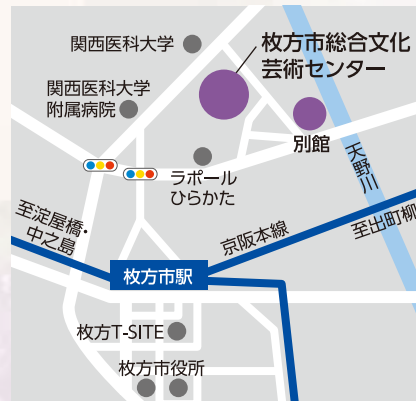 関西医科大学
枚方市総合文化
芸術センター
関西医科大学
附属病院
別館
天野川
ラポール
ひらかた
至淀屋橋・
中之島
京阪本線
至出町柳
枚方市駅
枚方T-SITE
枚方市役所